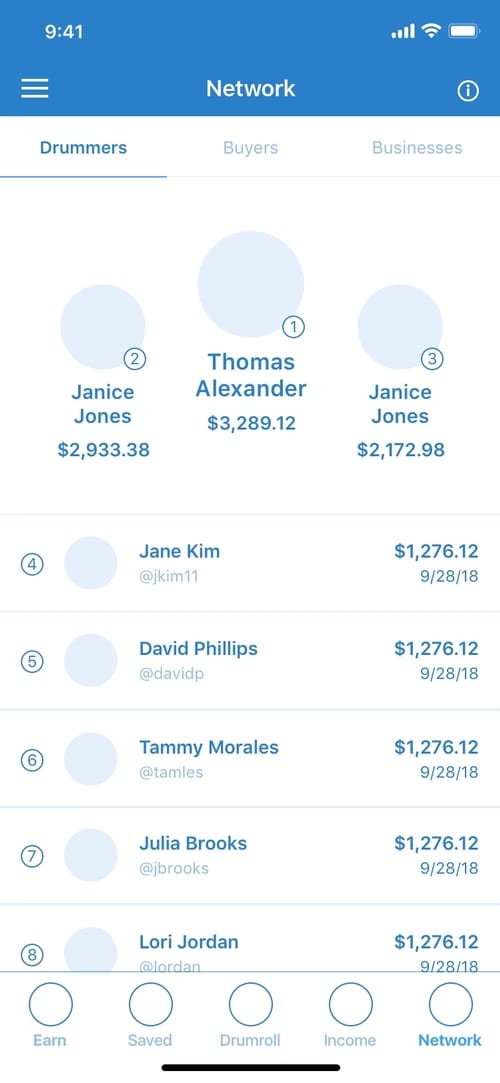 9:41
Network
Drummers
Buyers
Businesses
1
Thomas
Alexander
$3,289.12
2
Janice
Jones
$2,933.38
3
Janice
Jones
$2,172.98
4
Jane Kim
@jkim11
$1,276.12
9/28/18
5
David Phillips
@davidp
$1,276.12
9/28/18
6
Tammy Morales
@tamles
$1,276.12
9/28/18
7
Julia Brooks
@jbrooks
$1,276.12
9/28/18
8
Lori Jordan
@lordan
$1,276.12
9/28/18
Earn
Saved
Drumroll
Income
Network